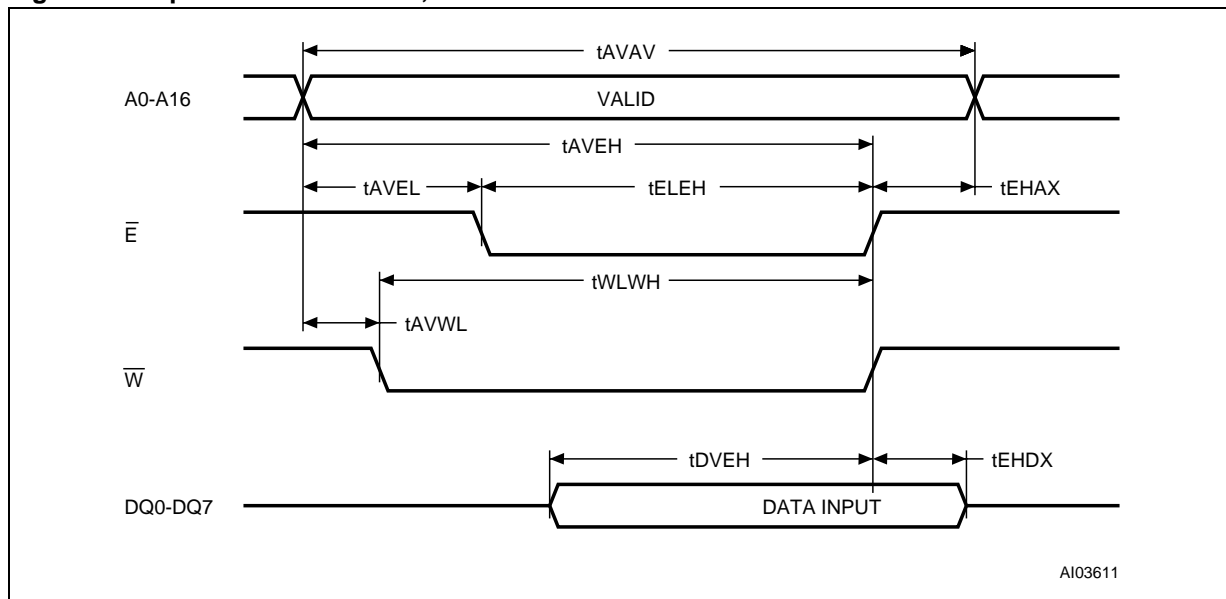 tAVAV
A0-A16 VALID
tAVEH
tAVEL tELEH tEHAX
E
tWLWH
tAVWL
W
tDVEH tEHDX
DQ0-DQ7 DATA INPUT
AI03611